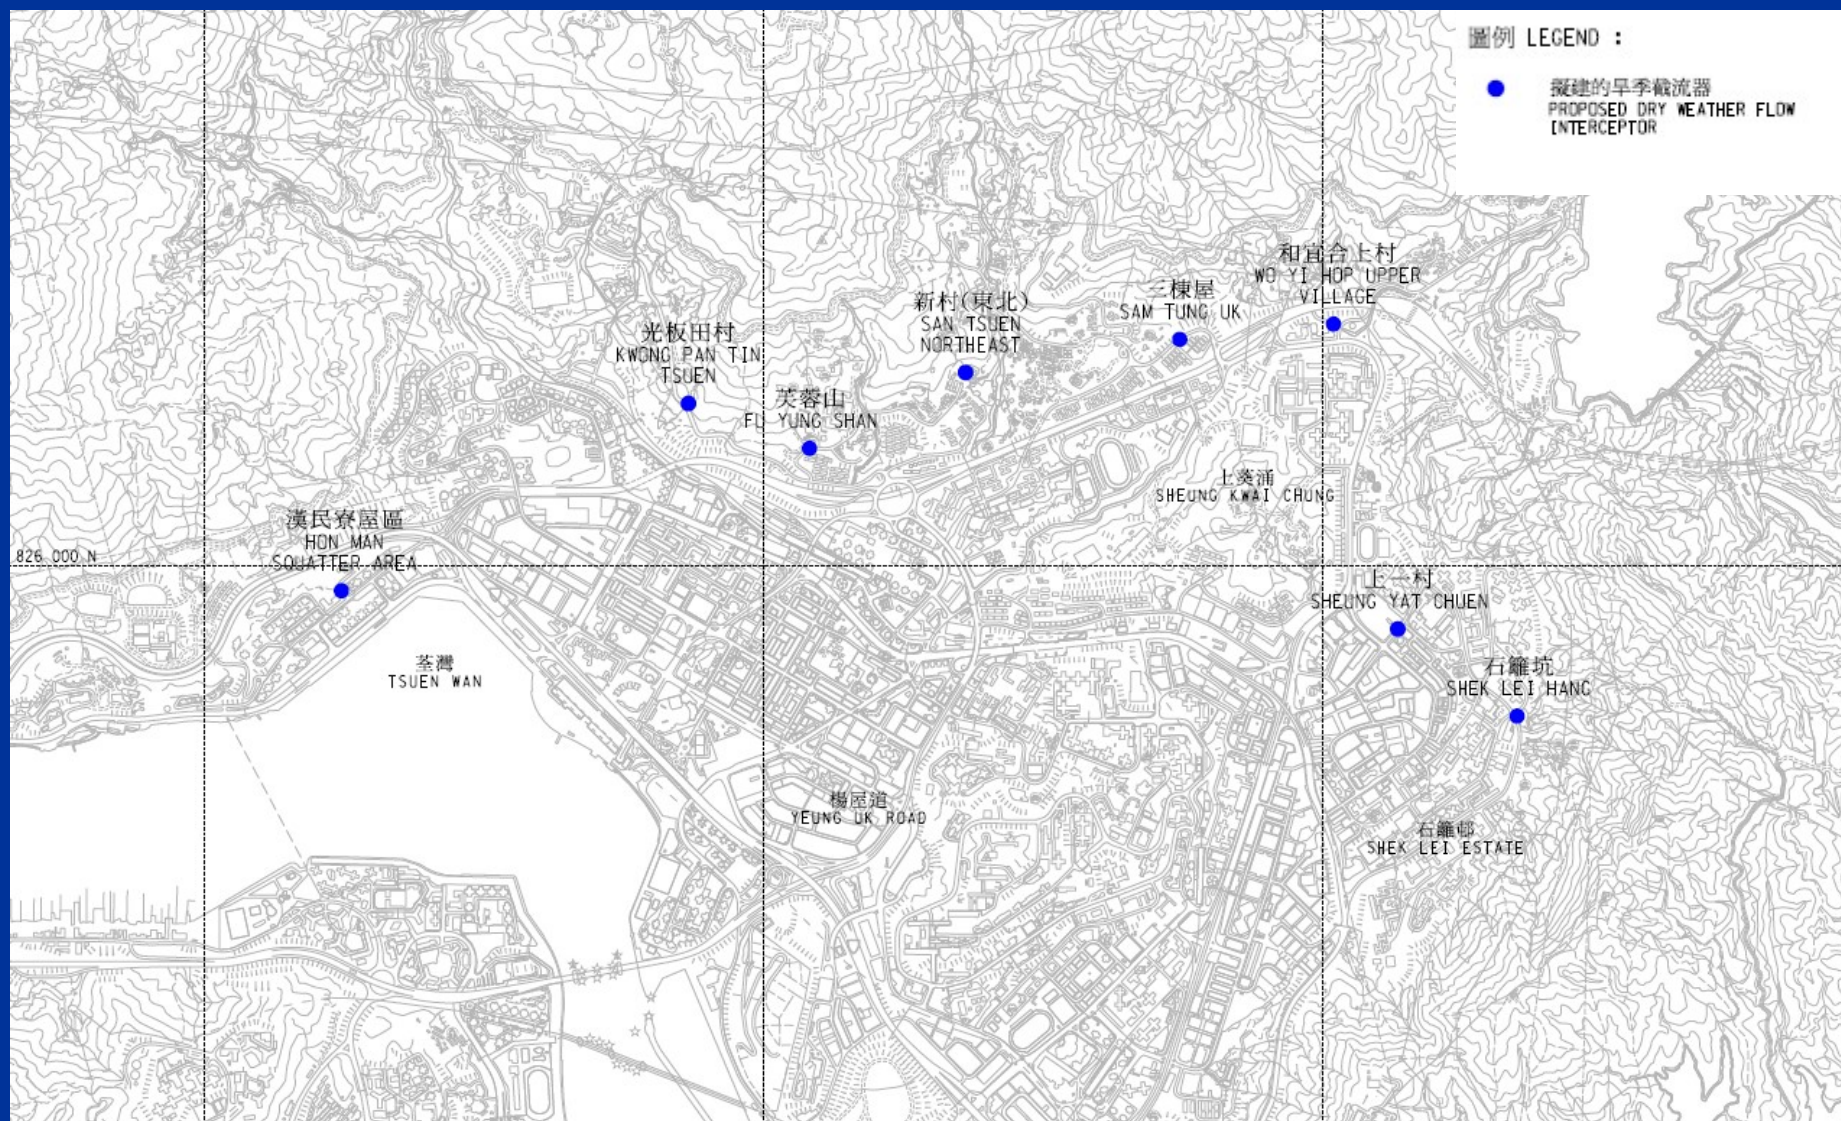 圖例 LEGEND :
擬建的旱季截流器
PROPOSED DRY WEATHER FLOW
INTERCEPTOR
和宜合上村
WO YI HOP UPPER
VILLAGE
三棟屋
SAM TUNG UK
新村(東北)
SAN TSUEN
NORTHEAST
光板田村
KWONG PAN TIN
TSUEN
芙蓉山
FU YUNG SHAN
上葵涌
SHEUNG KWAI CHUNG
漢民寮屋區
HON MAN
SQUATTER AREA
826 000 N
上一村
SHEUNG YAT CHUEN
荃灣
TSUEN WAN
石籬坑
SHEK LEI HANG
楊屋道
YEUNG UK ROAD
石籬邨
SHEK LEI ESTATE